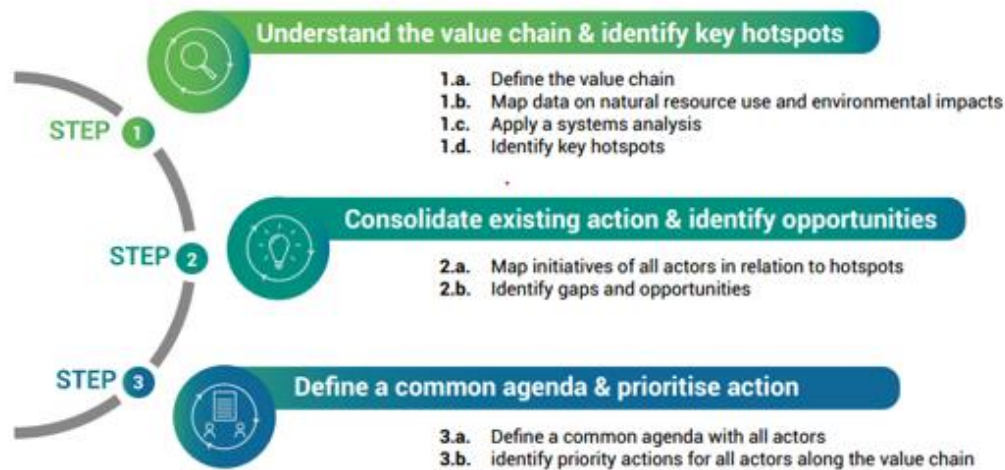 Understand the value chain & identify key hotspots
1.a. Define the value chain
1.b. Map data on natural resource use and environmental impacts
STEP 1
1.c. Apply a systems analysis
1.d. Identify key hotspots
Consolidate existing action & identify opportunities
STEP 2
2.a. Map initiatives of all actors in relation to hotspots
2.b. Identify gaps and opportunities
STEP 3
Define a common agenda & prioritise action
3.a. Define a common agenda with all actors
3.b. identify priority actions for all actors along the value chain